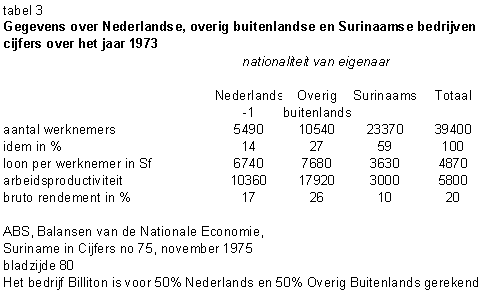 tabel 3
Gegevens over Nederlandse, overig buitenlandse en Surinaamse bedrijven
cijfers over het jaar 1973
nationaliteit van eigenaar
Nederlands Overig Surinaams Totaal
-1 buitenlands
aantal werknemers 5490 10540 23370 39400
idem in % 14 27 59 100
loon per werknemer in Sf 6740 7680 3630 4870
arbeidsproductiviteit 10360 17920 3000 5800
bruto rendement in % 17 26 10 20
ABS, Balansen van de Nationale Economie,
Suriname in Cijfers no 75, november 1975
bladzijde 80
Het bedrijf Billiton is voor 50% Nederlands en 50% Overig Buitenlands gerekend